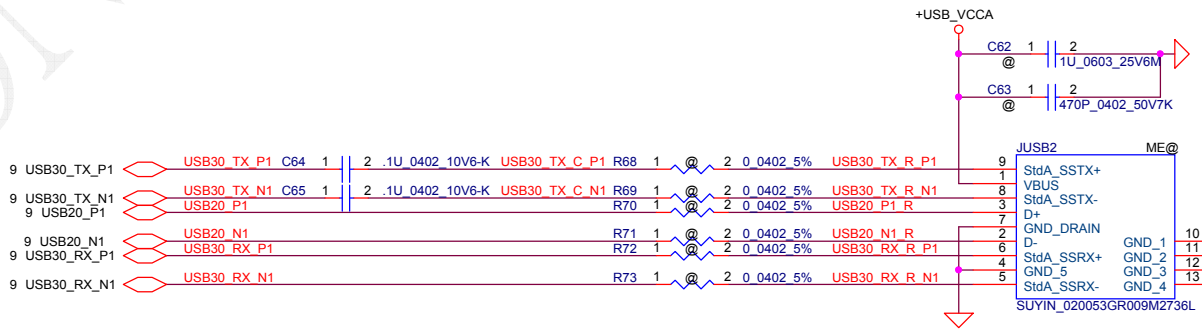 +USB_VCCA
C62 1 2
@ 1U_0603_25V6M
C63 1 2
@ 470P_0402_50V7K
JUSB2 ME@
9 USB30_TX_P1 USB30_TX_P1 C64 1 2 .1U_0402_10V6-K USB30_TX_C_P1 R68 1 @ 2 0_0402_5% USB30_TX_R_P1 9 StdA_SSTX+
1 VBUS
9 USB30_TX_N1 USB30_TX_N1 C65 1 2 .1U_0402_10V6-K USB30_TX_C_N1 R69 1 @ 2 0_0402_5% USB30_TX_R_N1 8 StdA_SSTX-
9 USB20_P1 USB20_P1 R70 1 @ 2 0_0402_5% USB20_P1_R 3 D+
7 GND_DRAIN
9 USB20_N1 USB20_N1 R71 1 @ 2 0_0402_5% USB20_N1_R 2 D- GND_1 10
9 USB30_RX_P1 USB30_RX_P1 R72 1 @ 2 0_0402_5% USB30_RX_R_P1 6 StdA_SSRX+ GND_2 11
4 GND_5 GND_3 12
9 USB30_RX_N1 USB30_RX_N1 R73 1 @ 2 0_0402_5% USB30_RX_R_N1 5 StdA_SSRX- GND_4 13
SUYIN_020053GR009M2736L